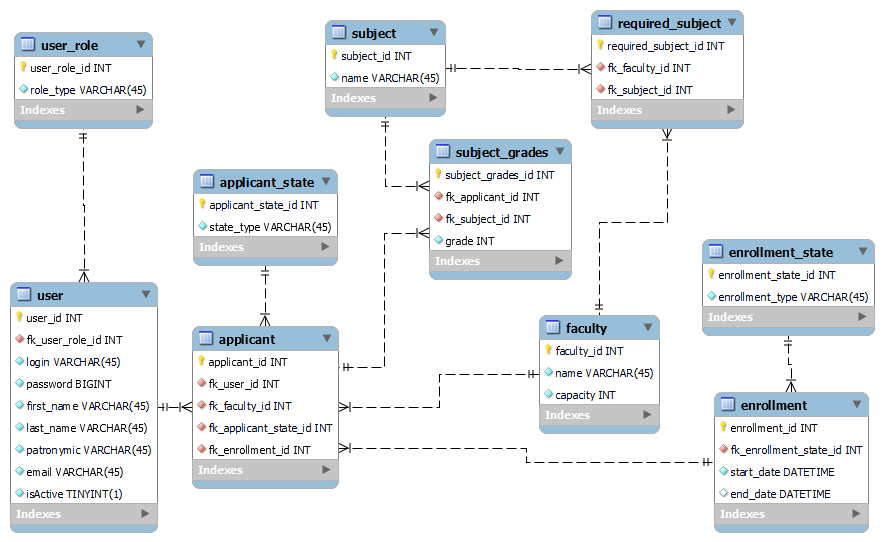 user_role
user_role_id INT
role_type VARCHAR(45)
Indexes
subject
subject_id INT
name VARCHAR(45)
Indexes
required_subject
required_subject_id INT
fk_faculty_id INT
fk_subject_id INT
Indexes
applicant_state
applicant_state_id INT
state_type VARCHAR(45)
Indexes
subject_grades
subject_grades_id INT
fk_applicant_id INT
fk_subject_id INT
grade INT
Indexes
enrollment_state
enrollment_state_id INT
enrollment_type VARCHAR(45)
Indexes
user
user_id INT
fk_user_role_id INT
login VARCHAR(45)
password BIGINT
first_name VARCHAR(45)
last_name VARCHAR(45)
patronymic VARCHAR(45)
email VARCHAR(45)
isActive TINYINT(1)
Indexes
applicant
applicant_id INT
fk_user_id INT
fk_faculty_id INT
fk_applicant_state_id INT
fk_enrollment_id INT
Indexes
faculty
faculty_id INT
name VARCHAR(45)
capacity INT
Indexes
enrollment
enrollment_id INT
fk_enrollment_state_id INT
start_date DATETIME
end_date DATETIME
Indexes